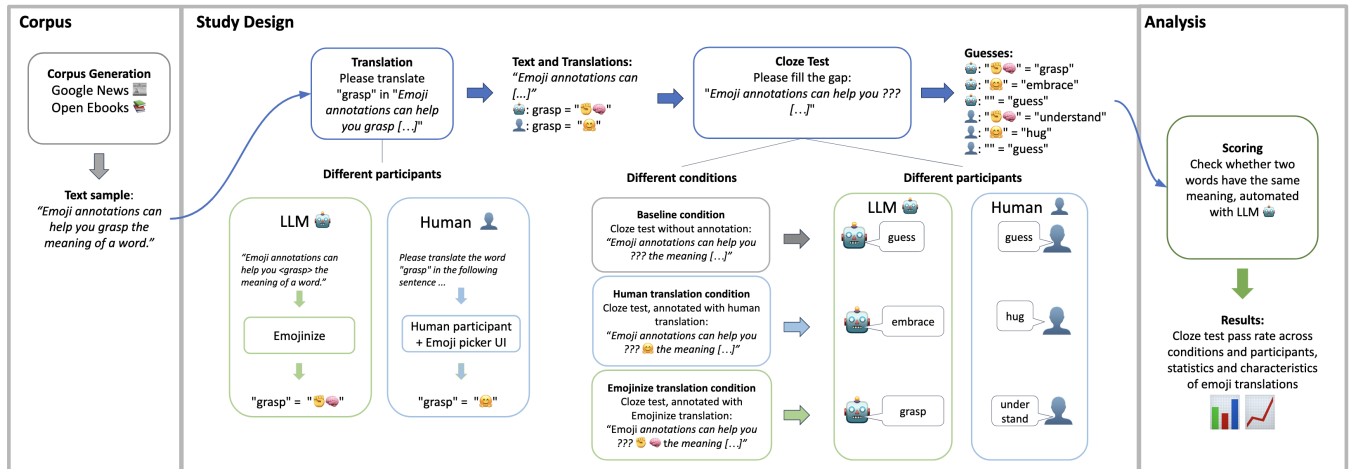 Corpus
Corpus Generation
Google News 📰
Open Ebooks 📚
Text sample:
“Emoji annotations can
help you grasp the
meaning of a word.”
Study Design
Translation
Please translate
"grasp" in "Emoji
annotations can help
you grasp […]"
Text and Translations:
“Emoji annotations can
[...]”
🤖: grasp = "✊🧠"
👤: grasp = "🤗"
Cloze Test
Please fill the gap:
"Emoji annotations can help you ???
[…]"
Guesses:
🤖: "✊🧠" = "grasp"
🤖: "🤗" = "embrace"
🤖: "" = "guess"
👤: "✊🧠" = "understand"
👤: "🤗" = "hug"
👤: "" = "guess"
Different participants
LLM 🤖
“Emoji annotations can
help you <grasp> the
meaning of a word.”
Emojinize
"grasp" = "✊🧠"
Human 👤
Please translate the word
"grasp" in the following
sentence ...
Human participant
+ Emoji picker UI
"grasp" = "🤗"
Different conditions
Baseline condition
Cloze test without annotation:
“Emoji annotations can help you
??? the meaning […]”
Human translation condition
Cloze test, annotated with human
translation:
“Emoji annotations can help you
??? 🤗 the meaning […]”
Emojinize translation condition
Cloze test, annotated with
Emojinize translation:
“Emoji annotations can help you
??? ✊🧠 the meaning […]”
Different participants
LLM 🤖
guess
embrace
grasp
Human 👤
guess
hug
under
stand
Analysis
Scoring
Check whether two
words have the same
meaning, automated
with LLM 🤖
Results:
Cloze test pass rate across
conditions and participants,
statistics and characteristics
of emoji translations